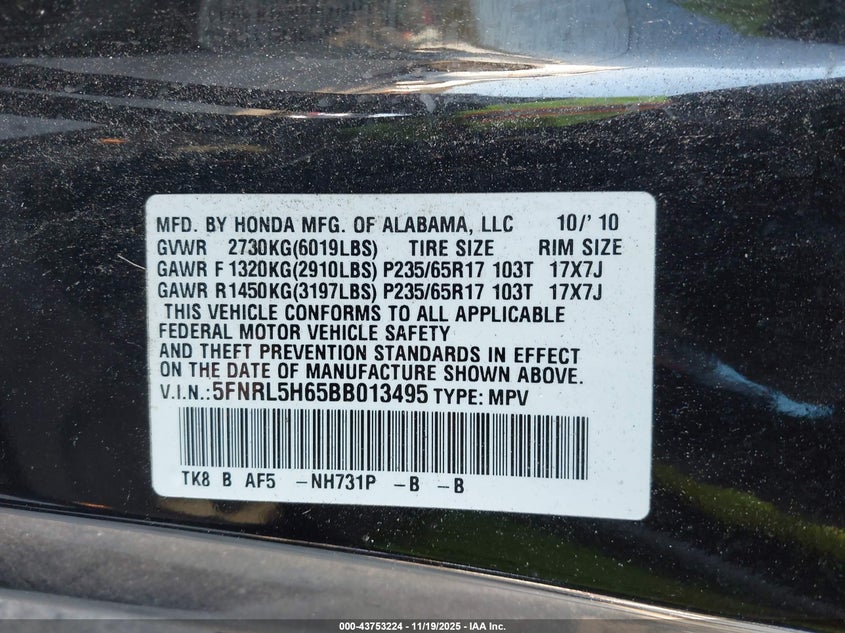 MFD. BY HONDA MFG. OF ALABAMA, LLC 10/'10
GVWR 2730KG(6019LBS) TIRE SIZE RIM SIZE
GAWR F 1320KG(2910LBS) P235/65R17 103T 17X7J
GAWR R1450KG(3197LBS) P235/65R17 103T 17X7J
THIS VEHICLE CONFORMS TO ALL APPLICABLE
FEDERAL MOTOR VEHICLE SAFETY
AND THEFT PREVENTION STANDARDS IN EFFECT
ON THE DATE OF MANUFACTURE SHOWN ABOVE.
V.I.N.: 5FNRL5H65BB013495 TYPE: MPV
TK8 B AF5 -NH731P -B -B
000-43753224 - 11/19/2025 - IAA Inc.